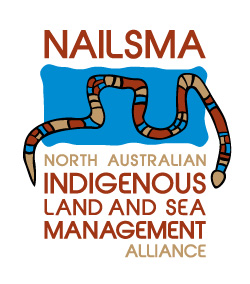 NAILSMA
NORTH AUSTRALIAN
INDIGENOUS
LAND AND SEA
MANAGEMENT
ALLIANCE